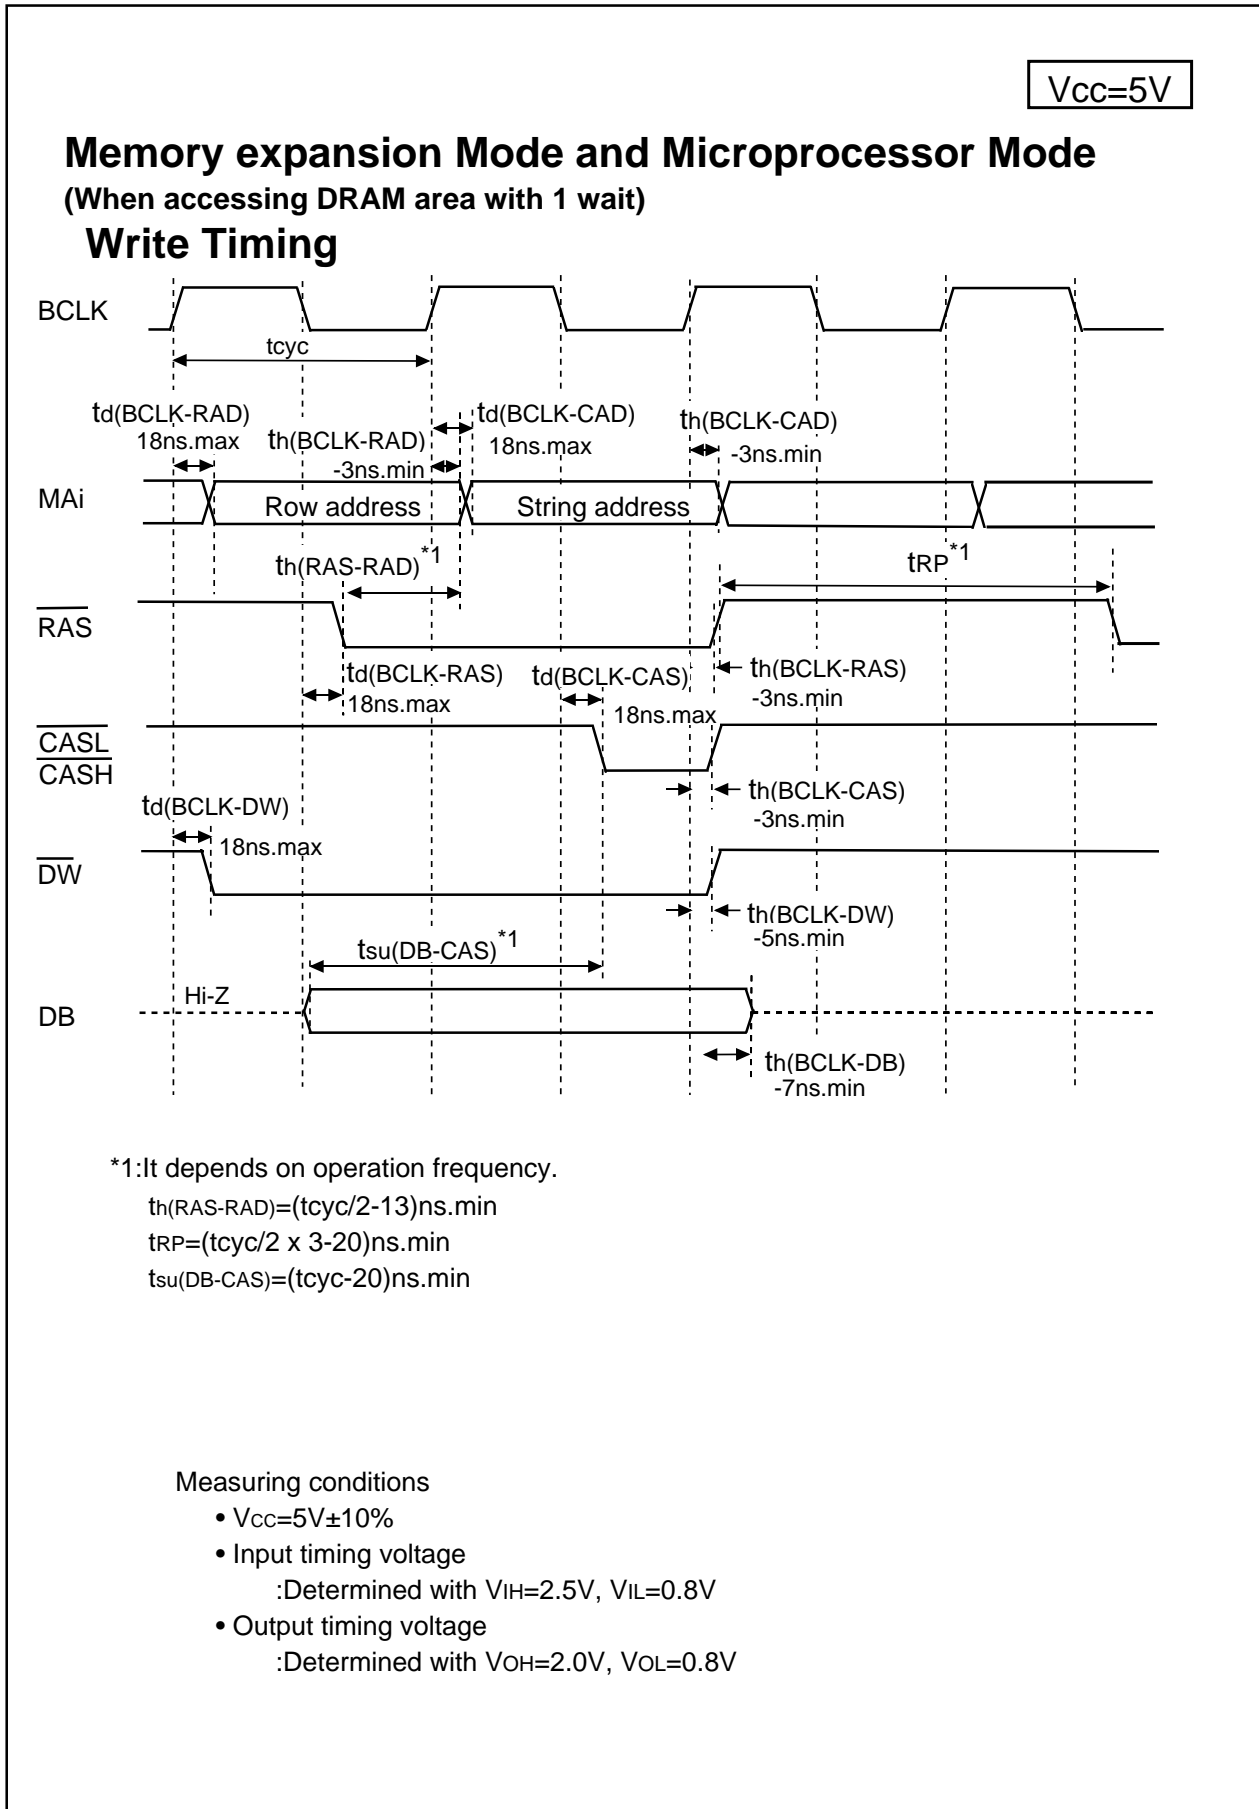 Vcc=5V
Memory expansion Mode and Microprocessor Mode
(When accessing DRAM area with 1 wait)
Write Timing
BCLK
tcyc
td(BCLK-RAD)
18ns.max
th(BCLK-RAD)
-3ns.min
td(BCLK-CAD)
18ns.max
th(BCLK-CAD)
-3ns.min
MAi
Row address
String address
th(RAS-RAD)*1
tRP*1
RAS
td(BCLK-RAS)
18ns.max
td(BCLK-CAS)
18ns.max
th(BCLK-RAS)
-3ns.min
CASL
CASH
th(BCLK-CAS)
-3ns.min
td(BCLK-DW)
18ns.max
DW
th(BCLK-DW)
-5ns.min
tsu(DB-CAS)*1
DB
Hi-Z
th(BCLK-DB)
-7ns.min
*1:It depends on operation frequency.
th(RAS-RAD)=(tcyc/2-13)ns.min
tRP=(tcyc/2 x 3-20)ns.min
tsu(DB-CAS)=(tcyc-20)ns.min
Measuring conditions
• VCC=5V±10%
• Input timing voltage
:Determined with VIH=2.5V, VIL=0.8V
• Output timing voltage
:Determined with VOH=2.0V, VOL=0.8V